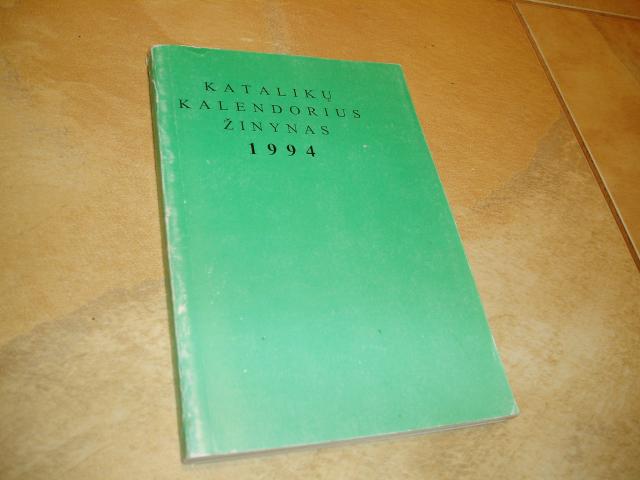 KATALIKŲ
KALENDORIUS
ŽINYNAS
1994